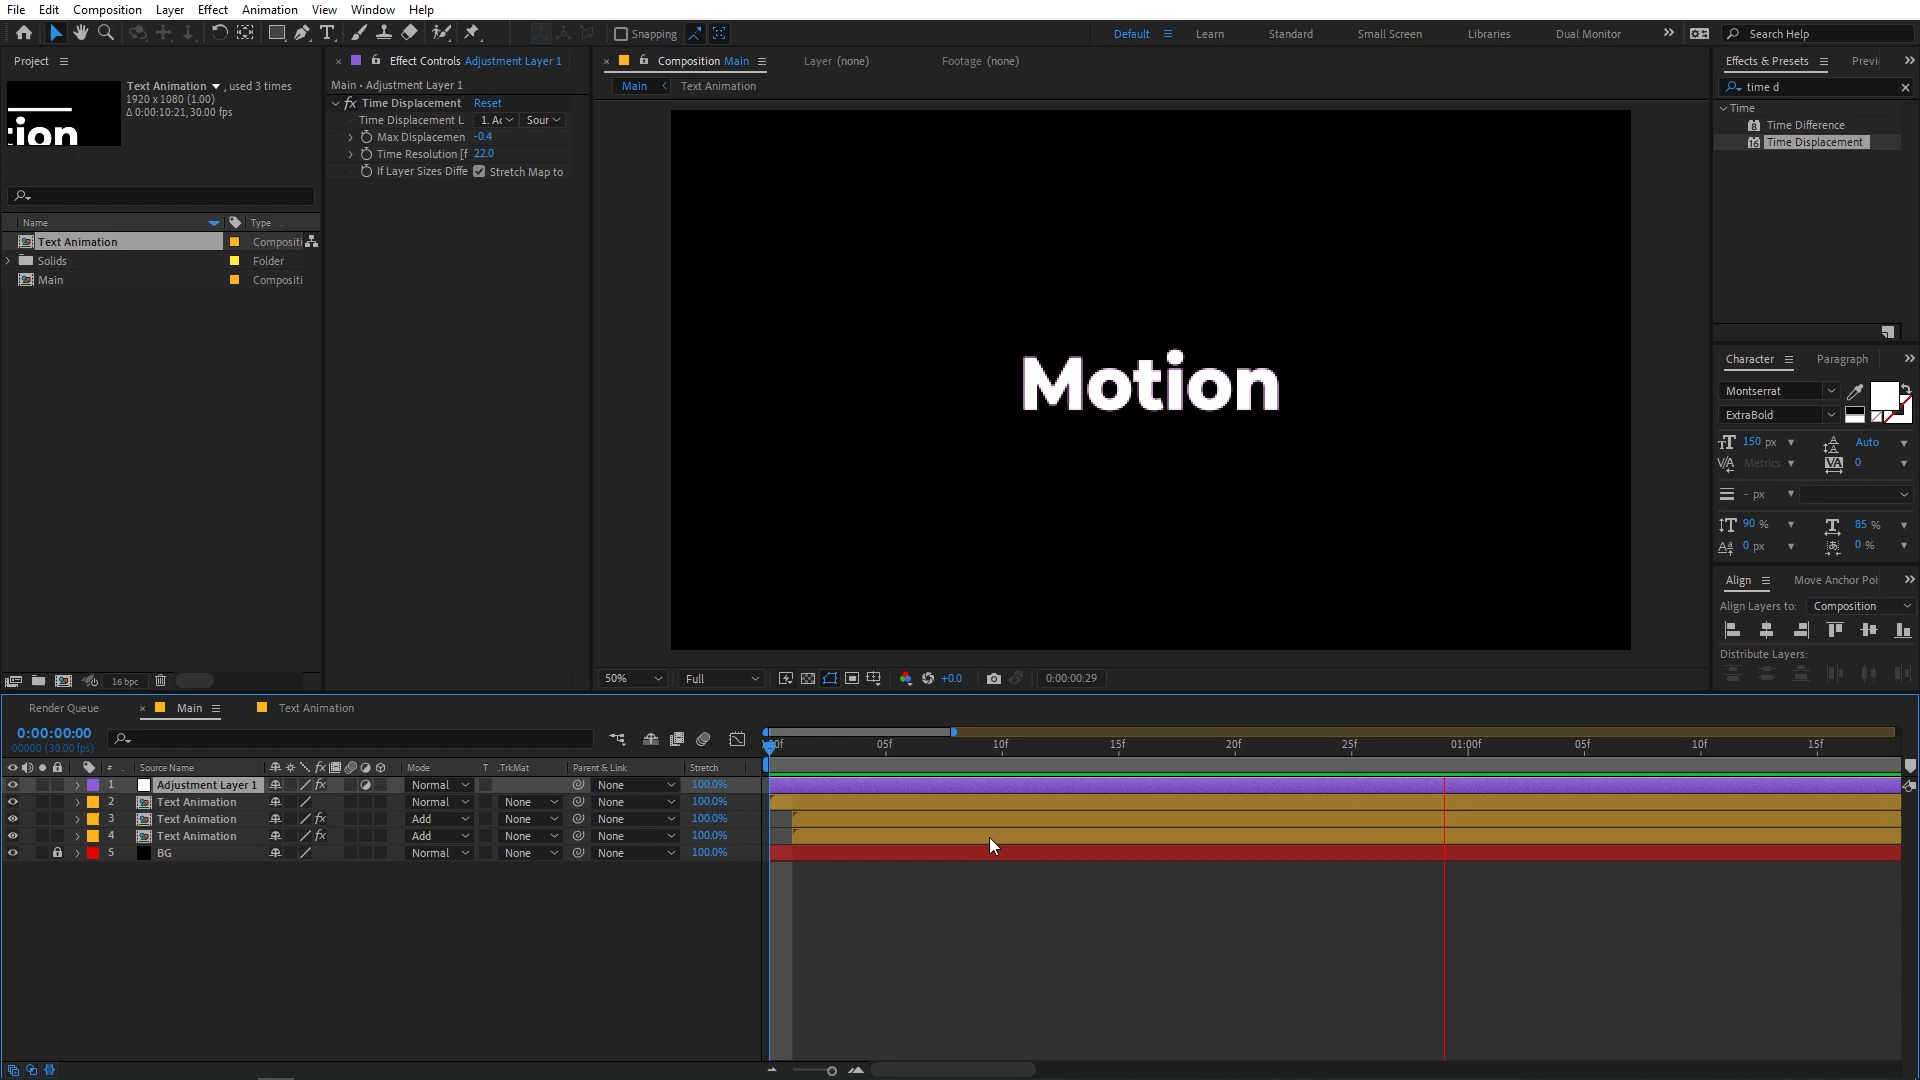 File Edit Composition Layer Effect Animation View Window Help
Snapping Default Learn Standard Small Screen Libraries Dual Monitor Search Help
Project
Text Animation , used 3 times
1920 x 1080 (1.00)
Δ 0:00:10:21, 30.00 fps
tion
Name Type
Text Animation Compositi
Solids Folder
Main Compositi
16 bpc
Effect Controls Adjustment Layer 1
Main • Adjustment Layer 1
fx Time Displacement Reset
Time Displacement L 1. Ac Sour
Max Displacemen -0.4
Time Resolution [f 22.0
If Layer Sizes Diffe Stretch Map to
Composition Main Layer (none) Footage (none)
Main Text Animation
Motion
50% Full +0.0 0:00:00:29
Effects & Presets Previ
time d
Time
Time Difference
Time Displacement
Character Paragraph
Montserrat
ExtraBold
150 px Auto
Metrics 0
- px
90 % 85 %
0 px 0 %
Align Move Anchor Poi
Align Layers to: Composition
Distribute Layers:
Render Queue Main Text Animation
0:00:00:00
00000 (30.00 fps)
05f 10f 15f 20f 25f 01:00f 05f 10f 15f
# Source Name fx Mode T .TrkMat Parent & Link Stretch
1 Adjustment Layer 1 fx Normal None 100.0%
2 Text Animation Normal None None 100.0%
3 Text Animation fx Add None None 100.0%
4 Text Animation fx Add None None 100.0%
5 BG Normal None None 100.0%